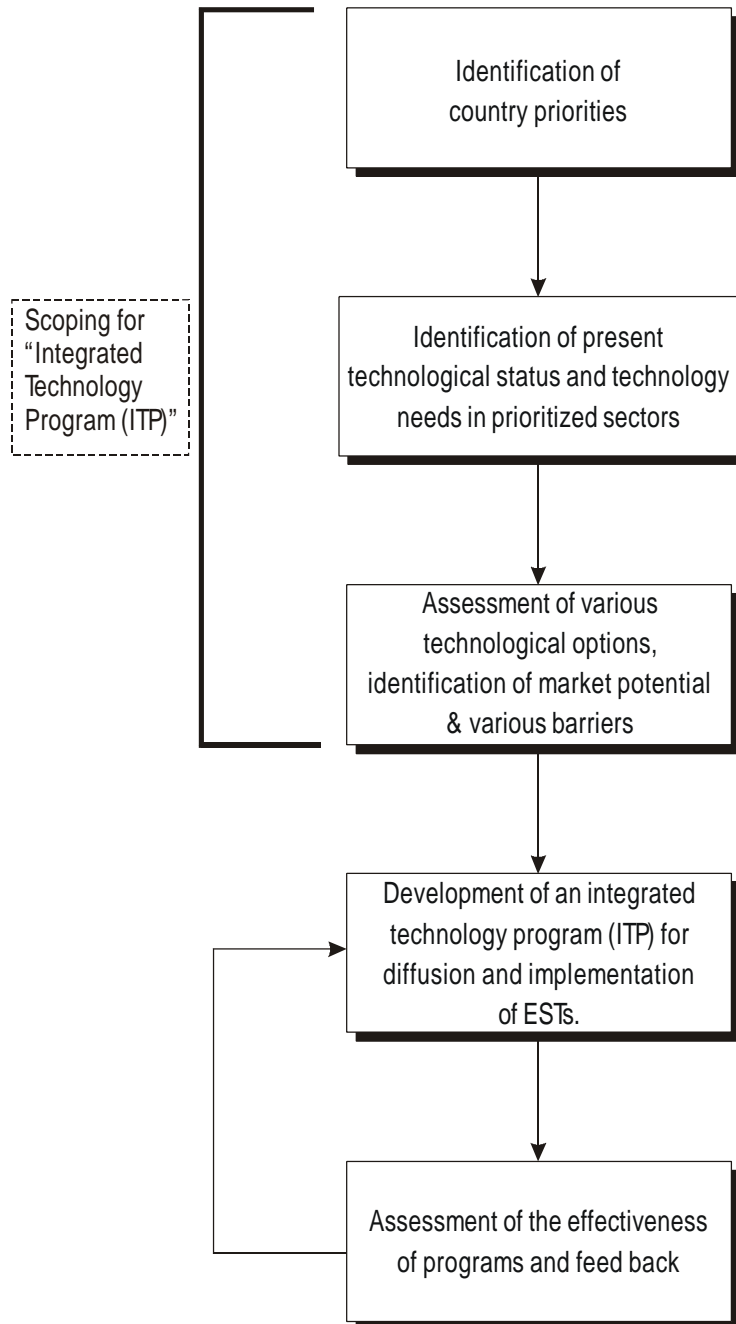 Identification of
country priorities
Scoping for
“Integrated
Technology
Program (ITP)”
Identification of present
technological status and technology
needs in prioritized sectors
Assessment of various
technological options,
identification of market potential
& various barriers
Development of an integrated
technology program (ITP) for
diffusion and implementation
of ESTs.
Assessment of the effectiveness
of programs and feed back